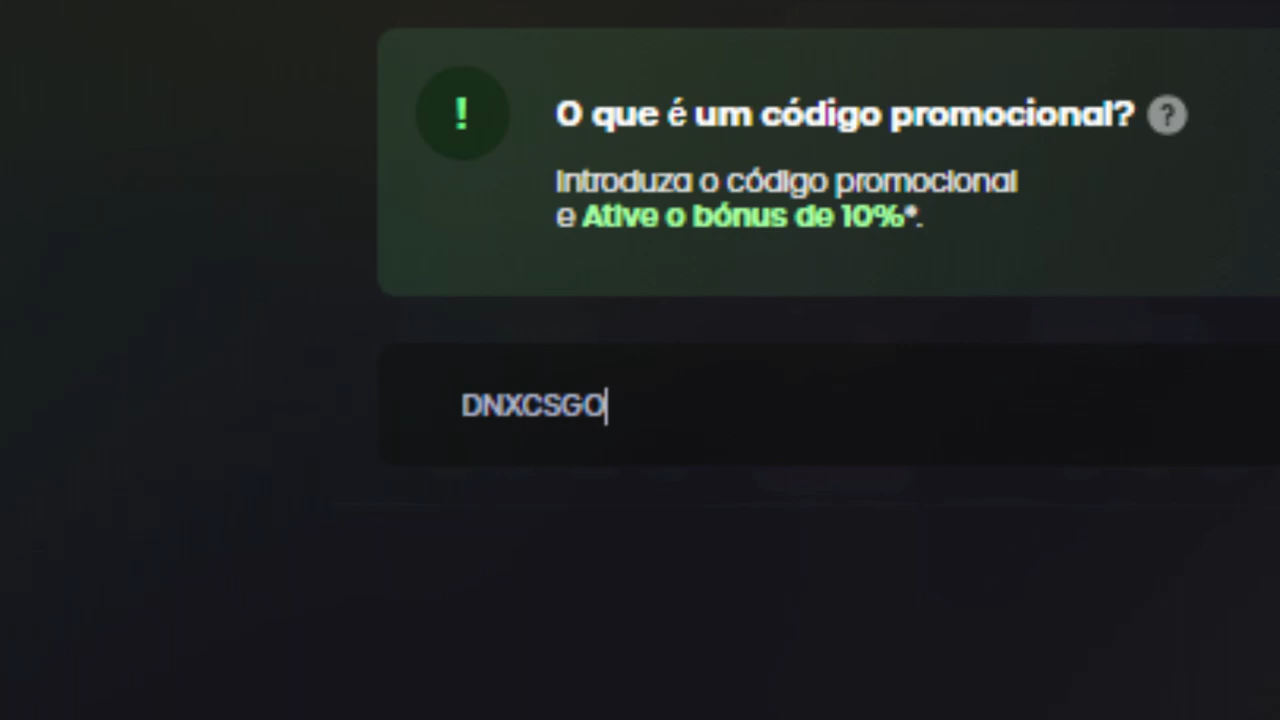 !
O que é um código promocional? ?
Introduza o código promocional
e Ative o bónus de 10%*.
DNXCSGO